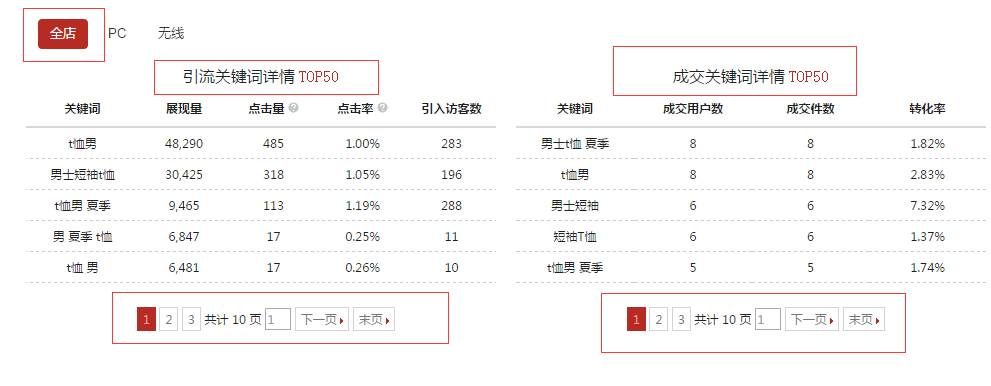 全店 PC 无线
引流关键词详情 TOP50
关键词 展现量 点击量 ? 点击率 ? 引入访客数
t恤男 48,290 485 1.00% 283
男士短袖t恤 30,425 318 1.05% 196
t恤男 夏季 9,465 113 1.19% 288
男 夏季 t恤 6,847 17 0.25% 11
t恤 男 6,481 17 0.26% 10
1 2 3 共计 10 页 1 下一页 末页
成交关键词详情 TOP50
关键词 成交用户数 成交件数 转化率
男士t恤 夏季 8 8 1.82%
t恤男 8 8 2.83%
男士短袖 6 6 7.32%
短袖T恤 6 6 1.37%
t恤男 夏季 5 5 1.74%
1 2 3 共计 10 页 1 下一页 末页